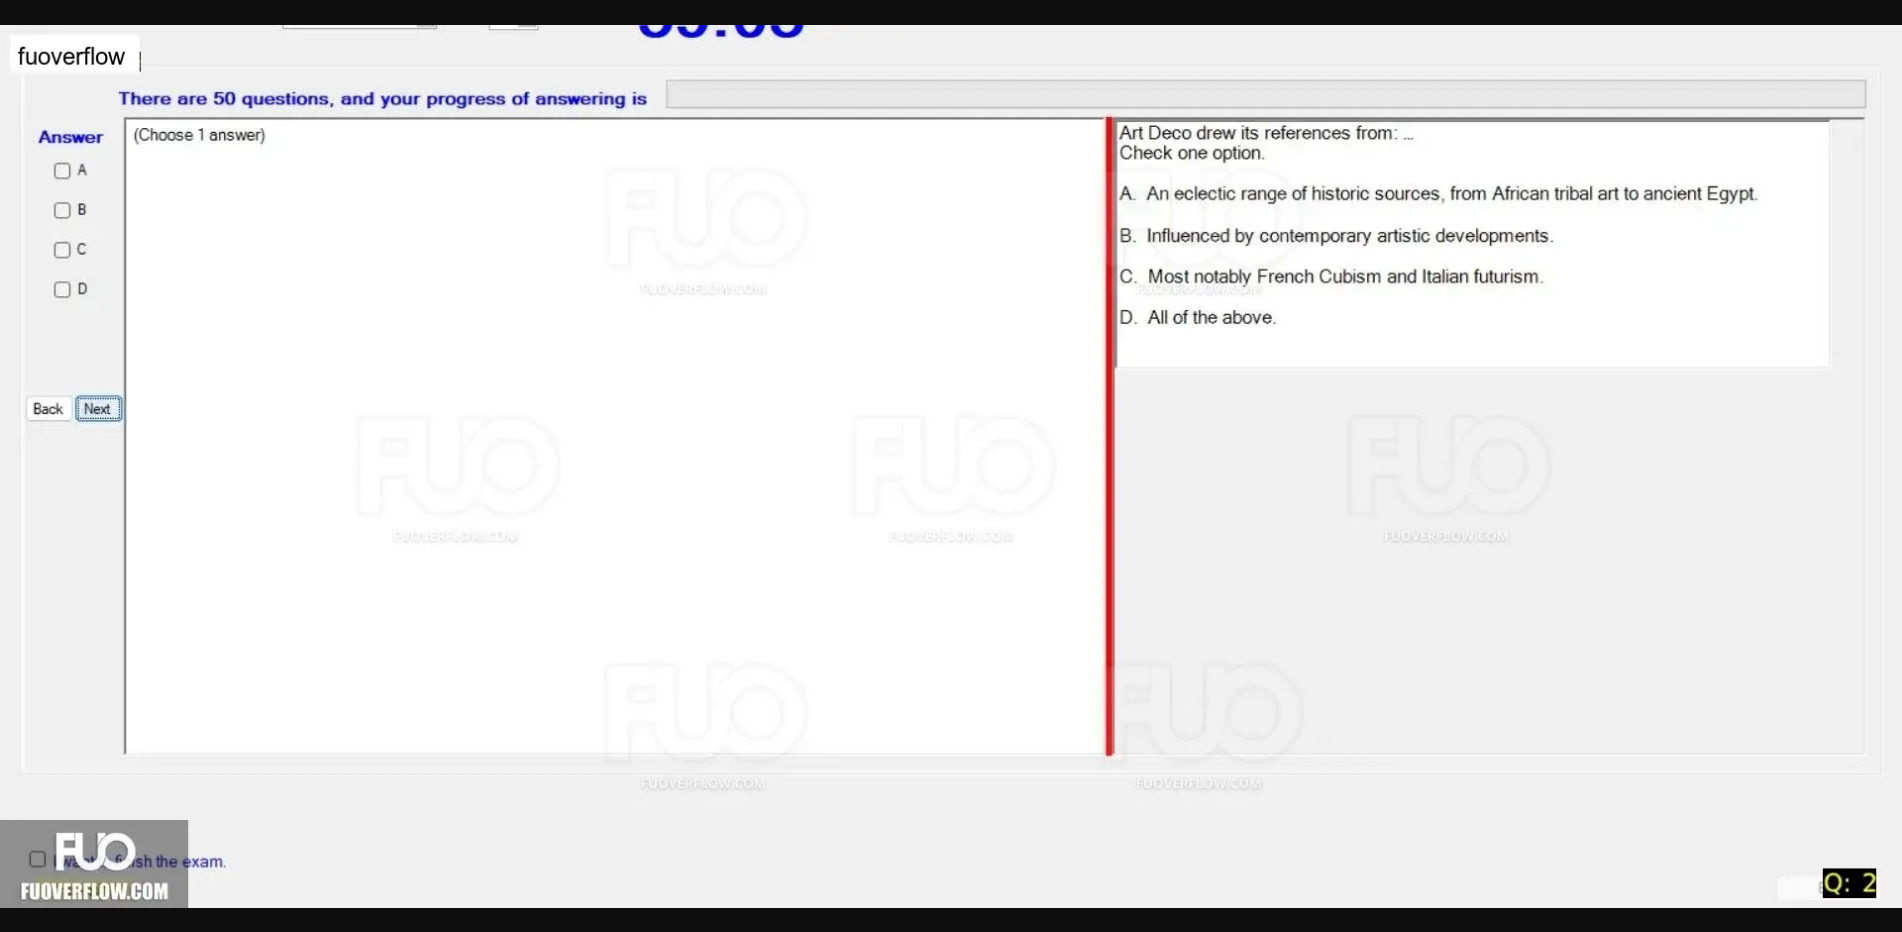 fuoverflow
There are 50 questions, and your progress of answering is
Answer
A
B
C
D
Back
Next
(Choose 1 answer)
Art Deco drew its references from: ...
Check one option.
A. An eclectic range of historic sources, from African tribal art to ancient Egypt.
B. Influenced by contemporary artistic developments.
C. Most notably French Cubism and Italian futurism.
D. All of the above.
FUO
FUOVERFLOW.COM
FUO
FUOVERFLOW.COM
FUO
FUOVERFLOW.COM
FUO
FUOVERFLOW.COM
FUO
FUOVERFLOW.COM
FUO
FUOVERFLOW.COM
FUO
FUOVERFLOW.COM
the exam.
FUO
FUOVERFLOW.COM
Q: 2